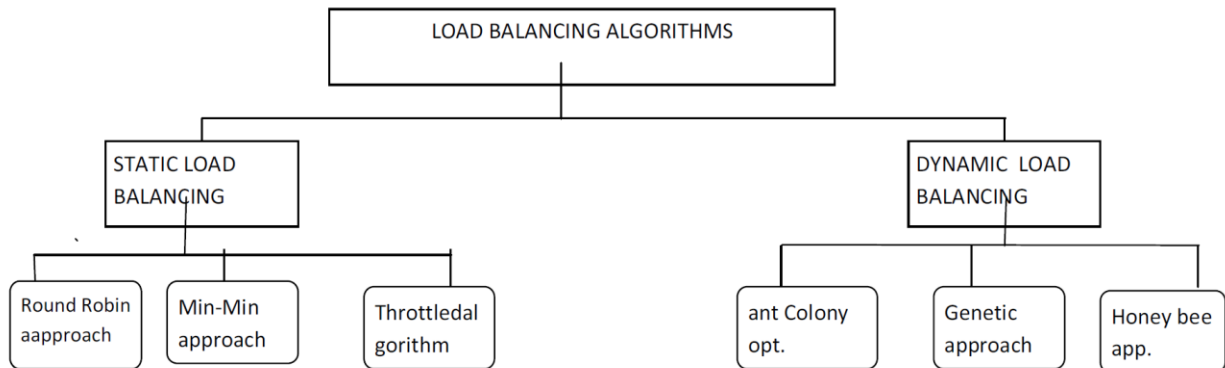 LOAD BALANCING ALGORITHMS
STATIC LOAD
BALANCING
DYNAMIC LOAD
BALANCING
Round Robin
aapproach
Min-Min
approach
Throttledal
gorithm
ant Colony
opt.
Genetic
approach
Honey bee
app.